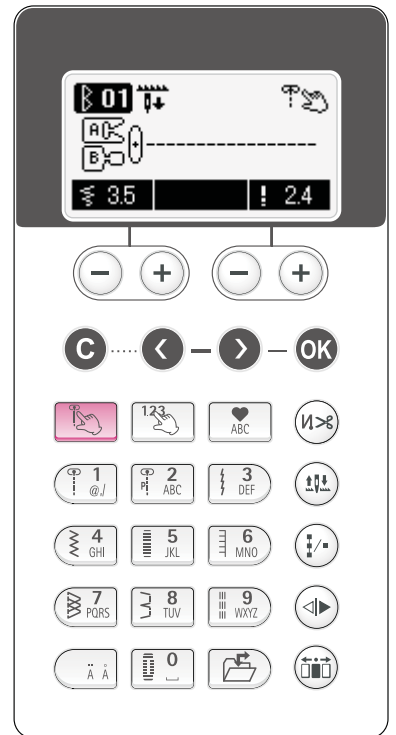 01
A
B
3.5 2.4
C OK
123 ABC
1 @./ P 2 ABC 3 DEF
4 GHI 5 JKL 6 MNO
7 PQRS 8 TUV 9 WXYZ
Ä Å 0